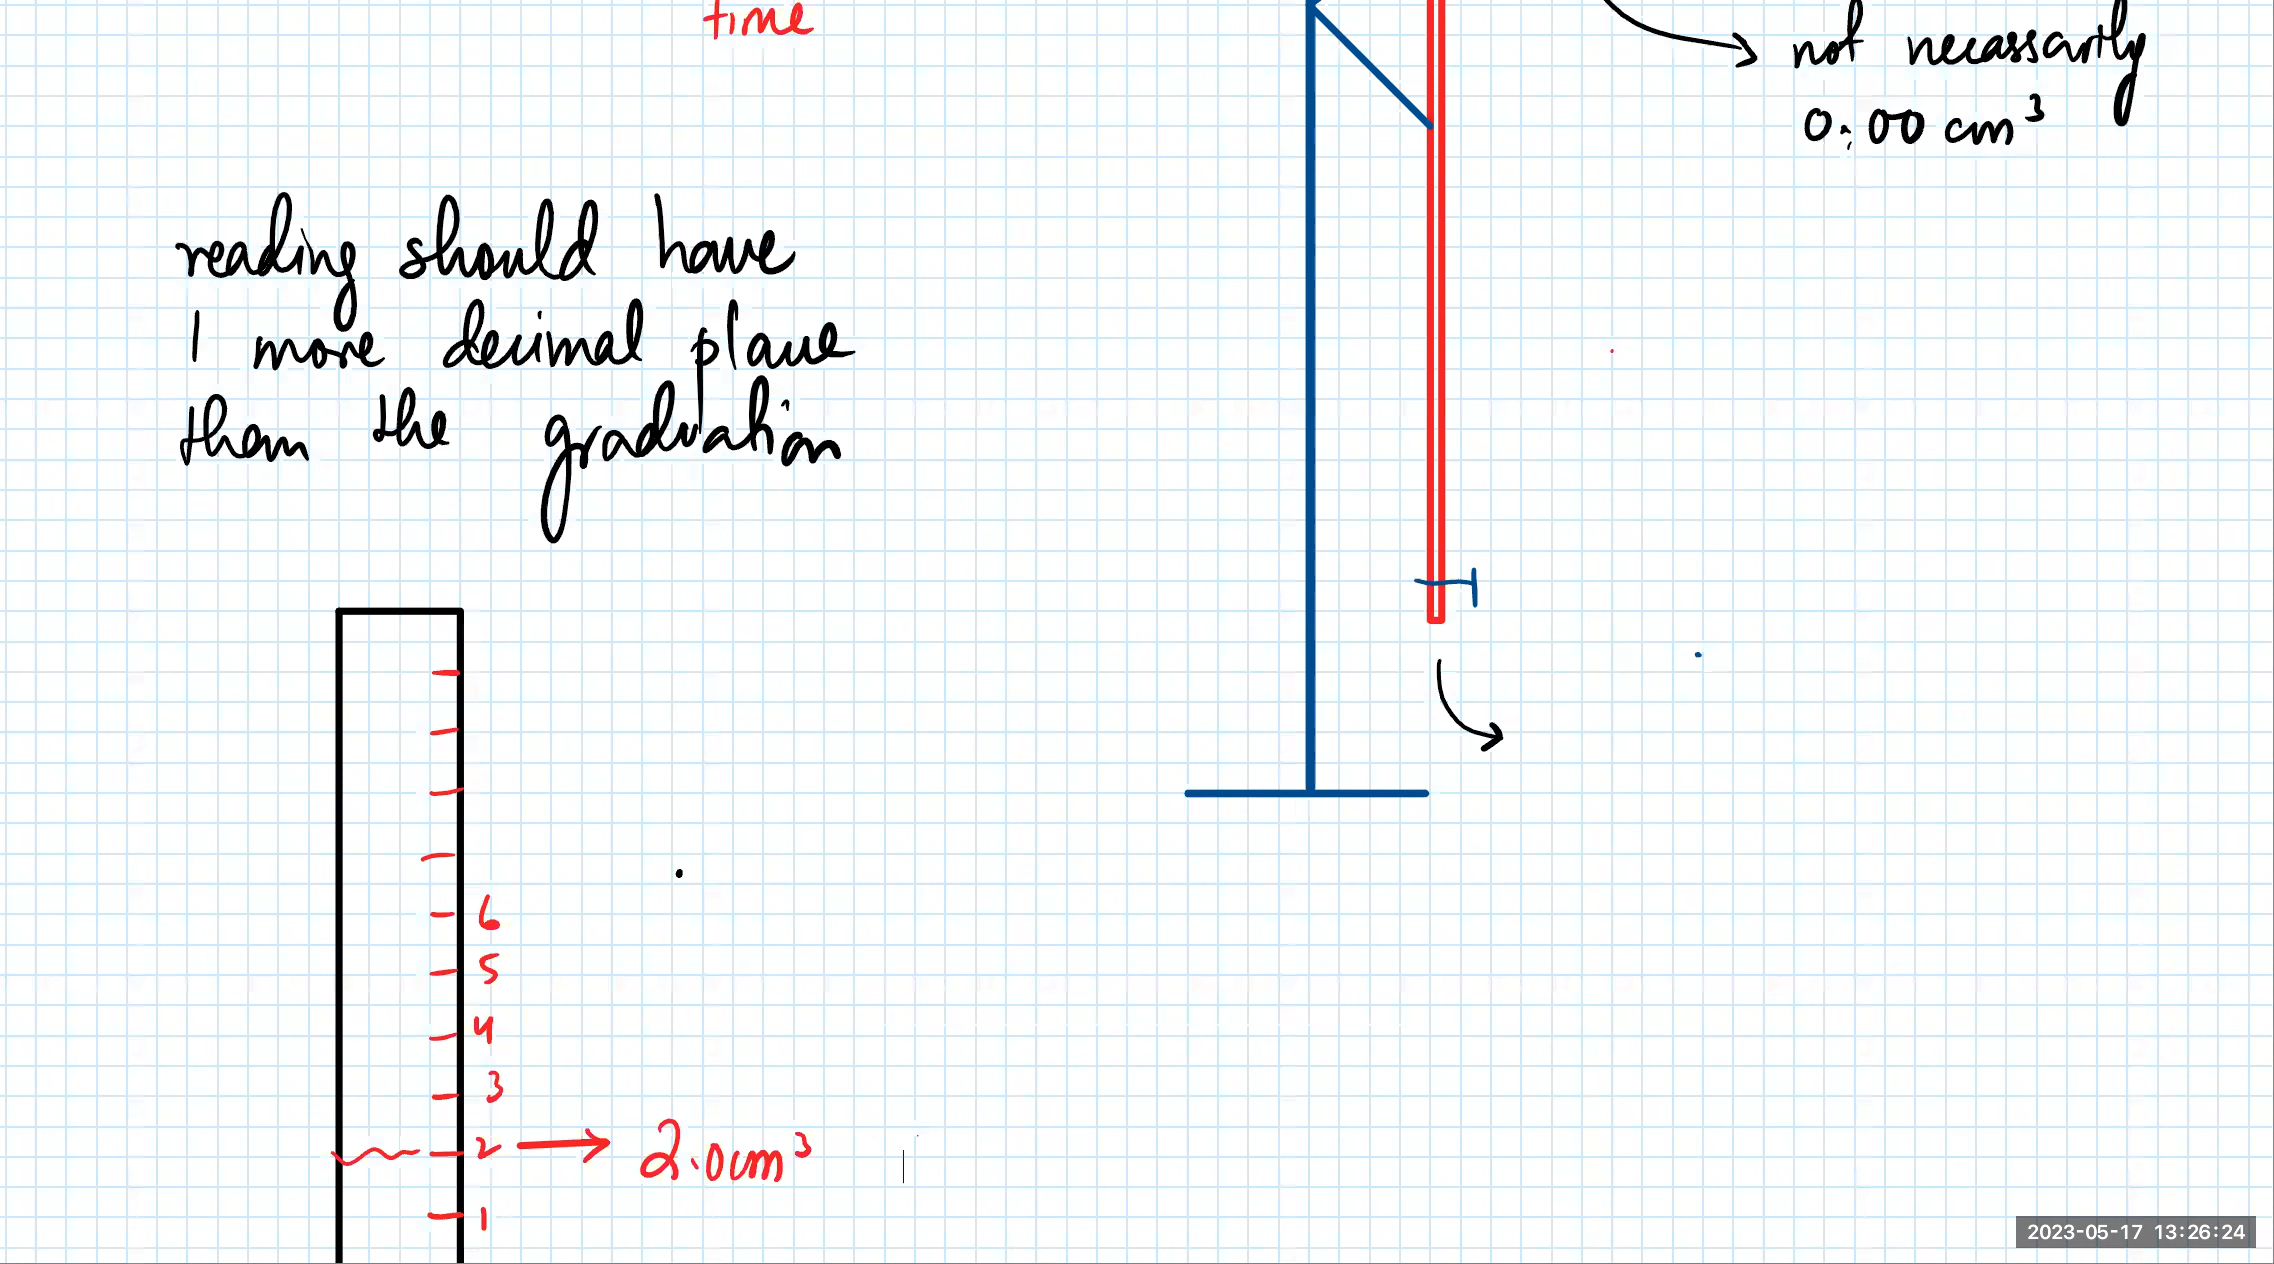 time
not necassarily
0.00 cm³
reading should have
1 more decimal place
than the graduation
6
5
4
3
2 → 2.0cm³
1
2023-05-17 13:26:24